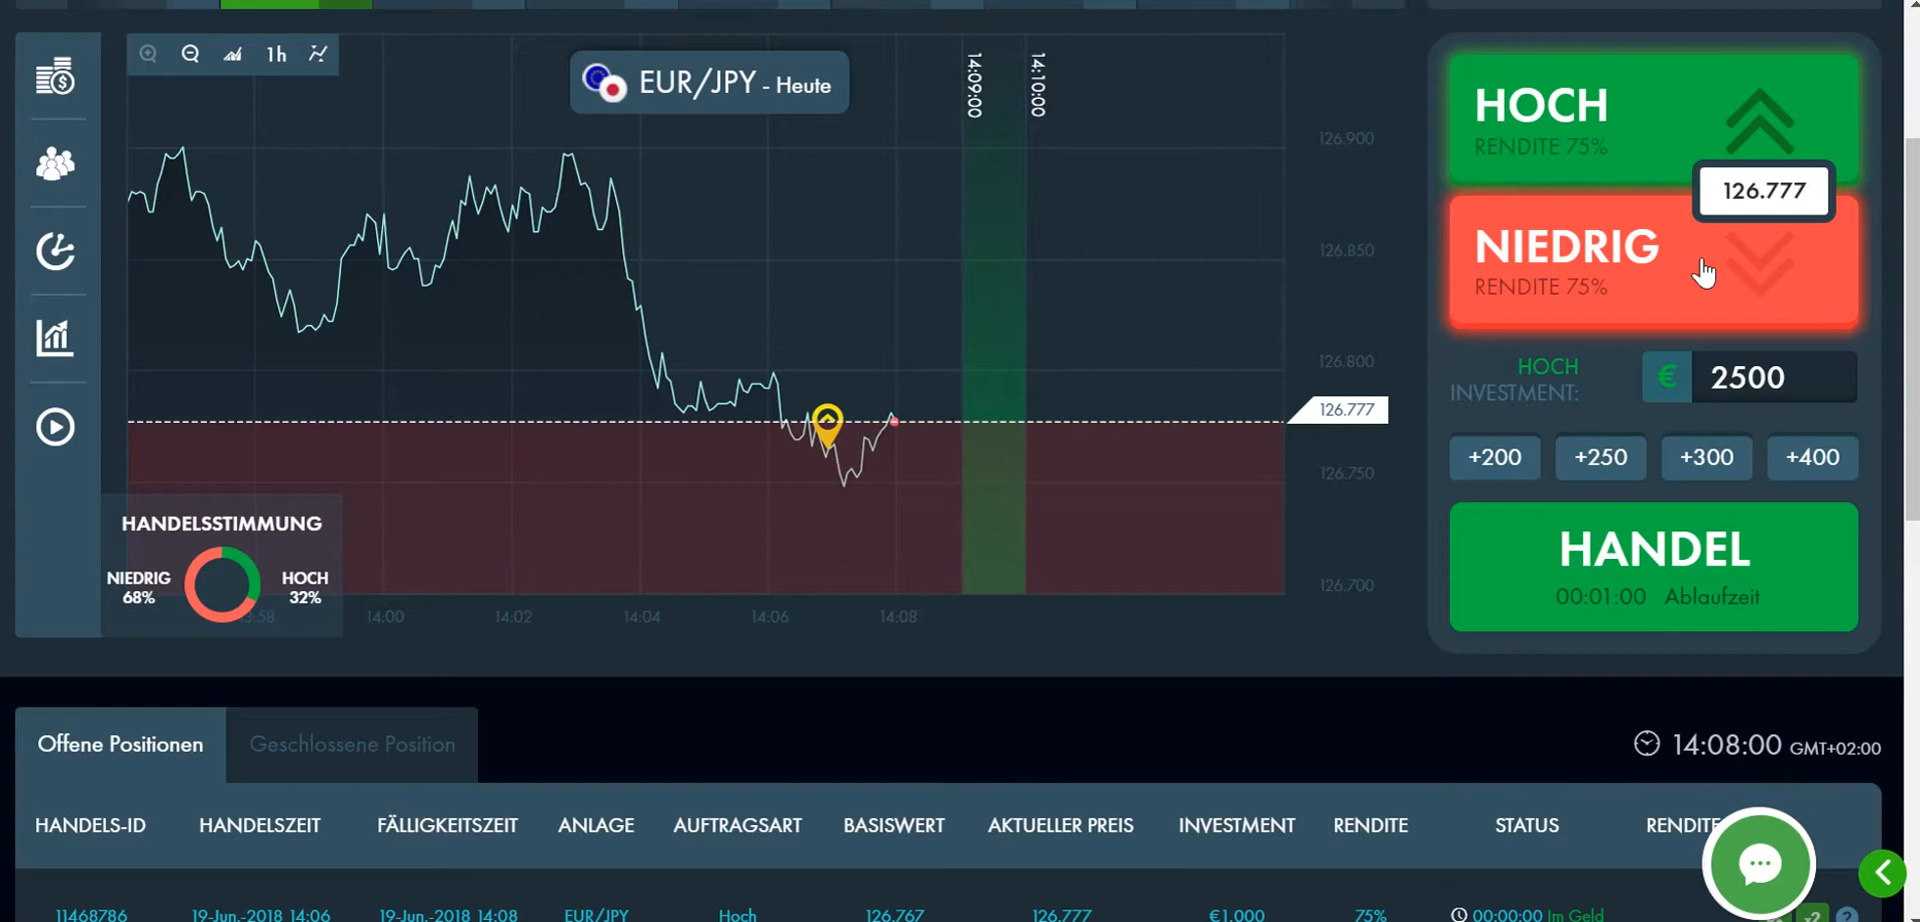 1h
EUR/JPY - Heute
14:09:00
14:10:00
126.900
126.850
126.800
126.777
126.750
126.700
HANDELSSTIMMUNG
NIEDRIG
68%
HOCH
32%
:58
14:00
14:02
14:04
14:06
14:08
HOCH
RENDITE 75%
126.777
NIEDRIG
RENDITE 75%
HOCH
INVESTMENT:
€ 2500
+200 +250 +300 +400
HANDEL
00:01:00 Ablaufzeit
Offene Positionen Geschlossene Position
14:08:00 GMT+02:00
HANDELS-ID HANDELSZEIT FÄLLIGKEITSZEIT ANLAGE AUFTRAGSART BASISWERT AKTUELLER PREIS INVESTMENT RENDITE STATUS RENDITE
11468786 19-Jun.-2018 14:06 19-Jun.-2018 14:08 EUR/JPY Hoch 126.767 126.777 €1,000 75% 00:00:00 Im Geld x2 ?